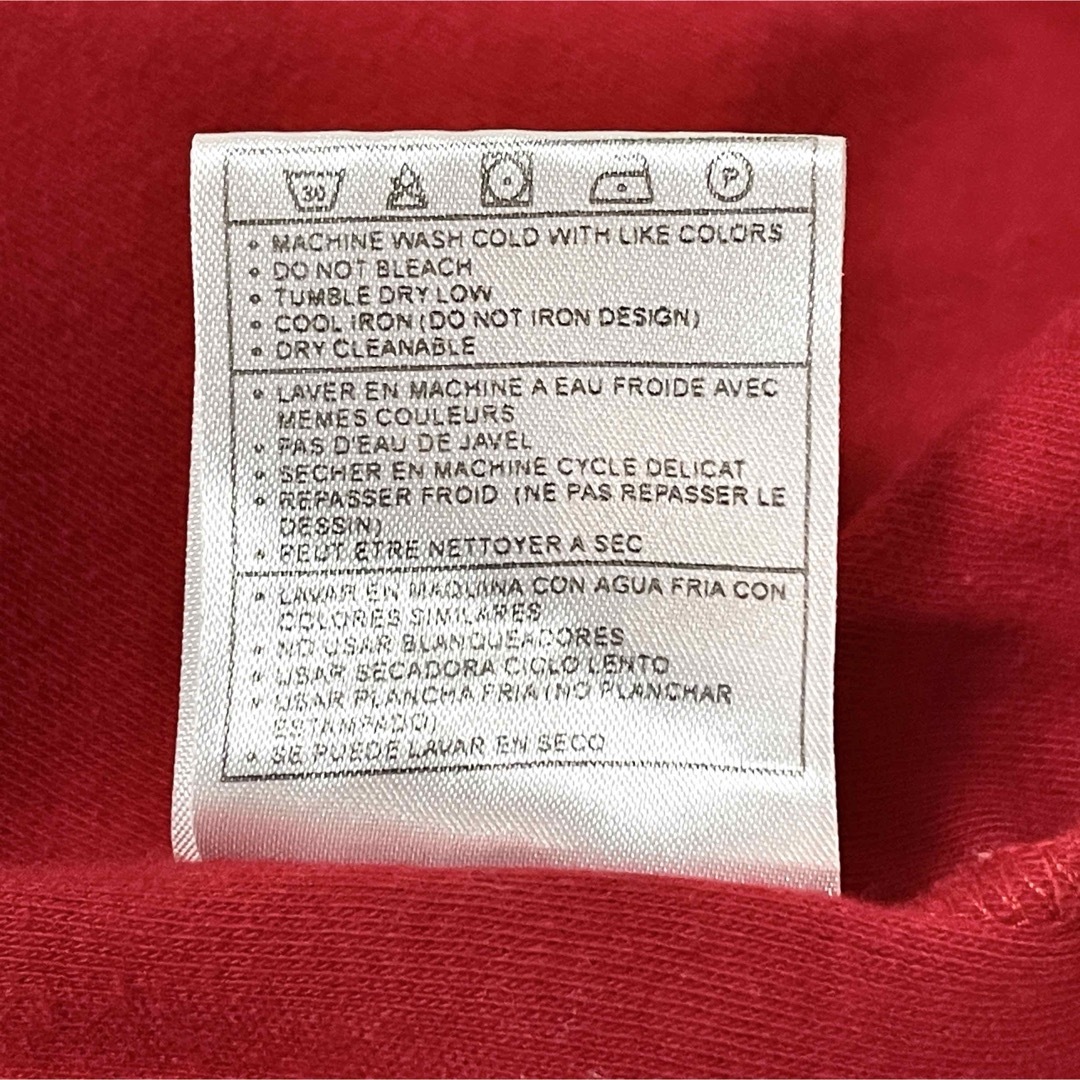 30 P
• MACHINE WASH COLD WITH LIKE COLORS
• DO NOT BLEACH
• TUMBLE DRY LOW
• COOL IRON (DO NOT IRON DESIGN)
• DRY CLEANABLE
• LAVER EN MACHINE A EAU FROIDE AVEC
MEMES COULEURS
• PAS D'EAU DE JAVEL
• SECHER EN MACHINE CYCLE DELICAT
• REPASSER FROID (NE PAS REPASSER LE
DESSIN)
• PEUT ETRE NETTOYER A SEC
• LAVAR EN MAQUINA CON AGUA FRIA CON
COLORES SIMILARES
• NO USAR BLANQUEADORES
• USAR SECADORA CICLO LENTO
• USAR PLANCHA FRIA (NO PLANCHAR
ESTAMPADO)
• SE PUEDE LAVAR EN SECO